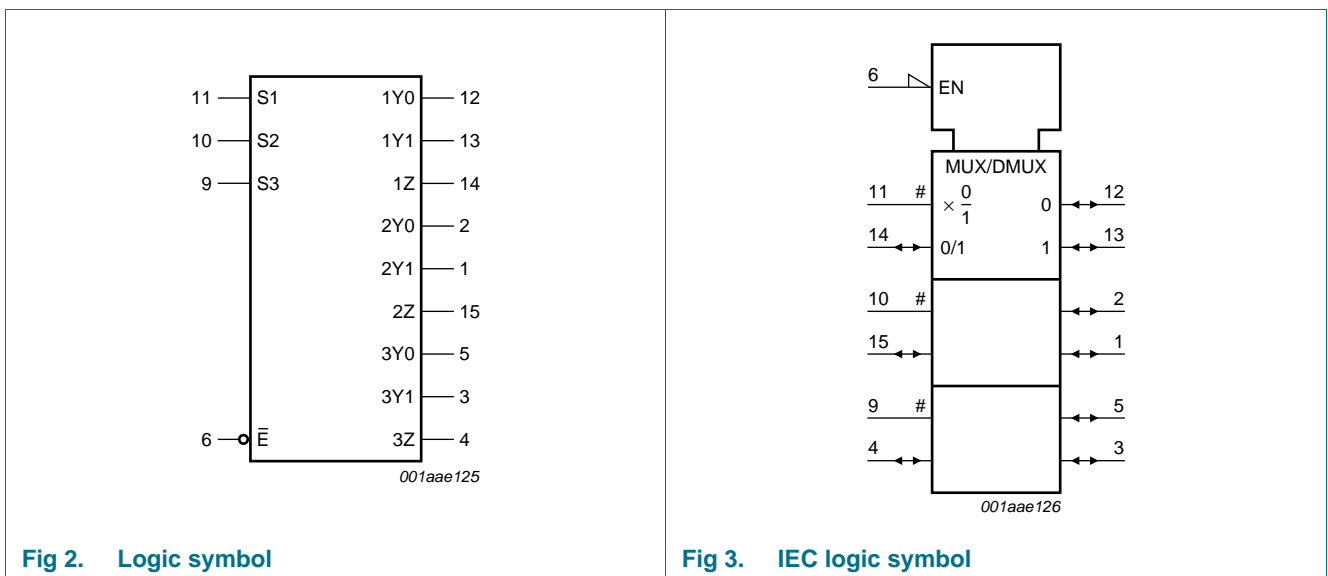 11 S1 1Y0 12
10 S2 1Y1 13
9 S3 1Z 14
2Y0 2
2Y1 1
2Z 15
3Y0 5
3Y1 3
6 E̅ 3Z 4
001aae125
Fig 2. Logic symbol
6 EN
MUX/DMUX
11 # × 0/1 0 12
14 0/1 1 13
10 # 2
15 1
9 # 5
4 3
001aae126
Fig 3. IEC logic symbol